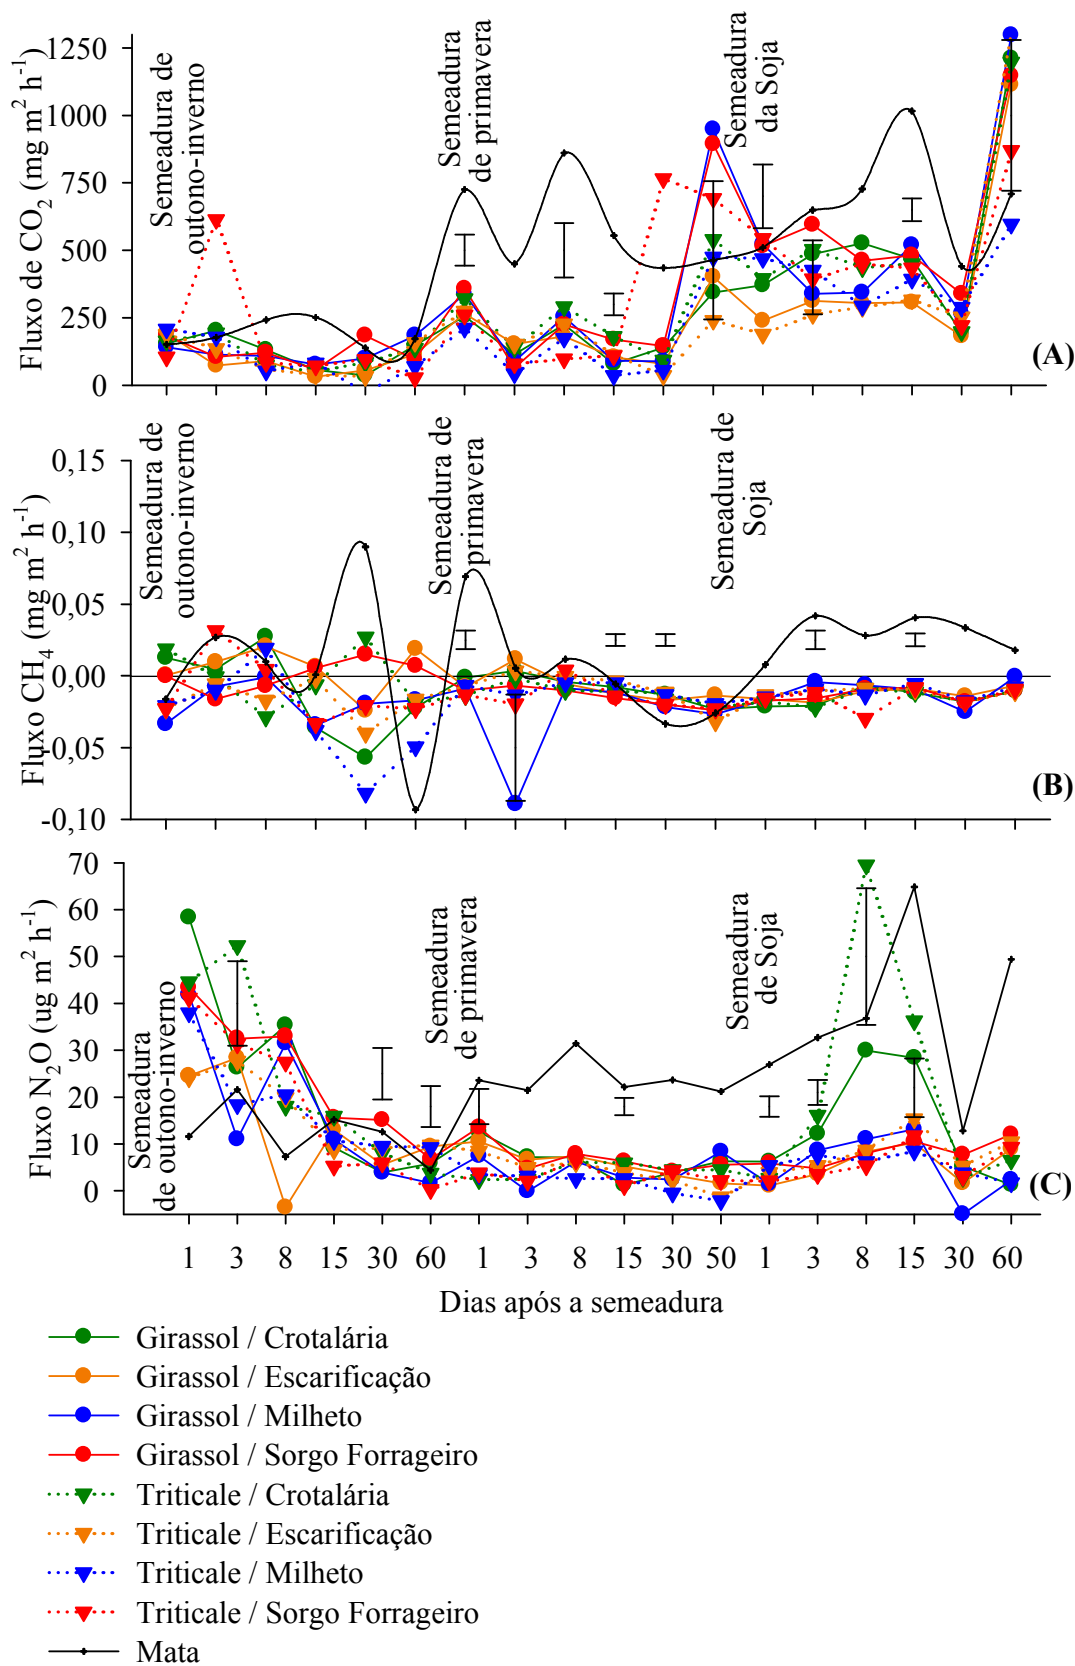 Fluxo de CO2 (mg m2 h-1)
1250
1000
750
500
250
0
Semeadura de
outono-inverno
Semeadura
de primavera
Semeadura
da Soja
(A)
Fluxo CH4 (mg m2 h-1)
0,15
0,10
0,05
0,00
-0,05
-0,10
Semeadura de
outono-inverno
Semeadura de
primavera
Semeadura de
Soja
(B)
Fluxo N2O (ug m2 h-1)
70
60
50
40
30
20
10
0
Semeadura
de outono-inverno
Semeadura
de primavera
Semeadura
de Soja
(C)
1 3 8 15 30 60 1 3 8 15 30 50 1 3 8 15 30 60
Dias após a semeadura
Girassol / Crotalária
Girassol / Escarificação
Girassol / Milheto
Girassol / Sorgo Forrageiro
Triticale / Crotalária
Triticale / Escarificação
Triticale / Milheto
Triticale / Sorgo Forrageiro
Mata